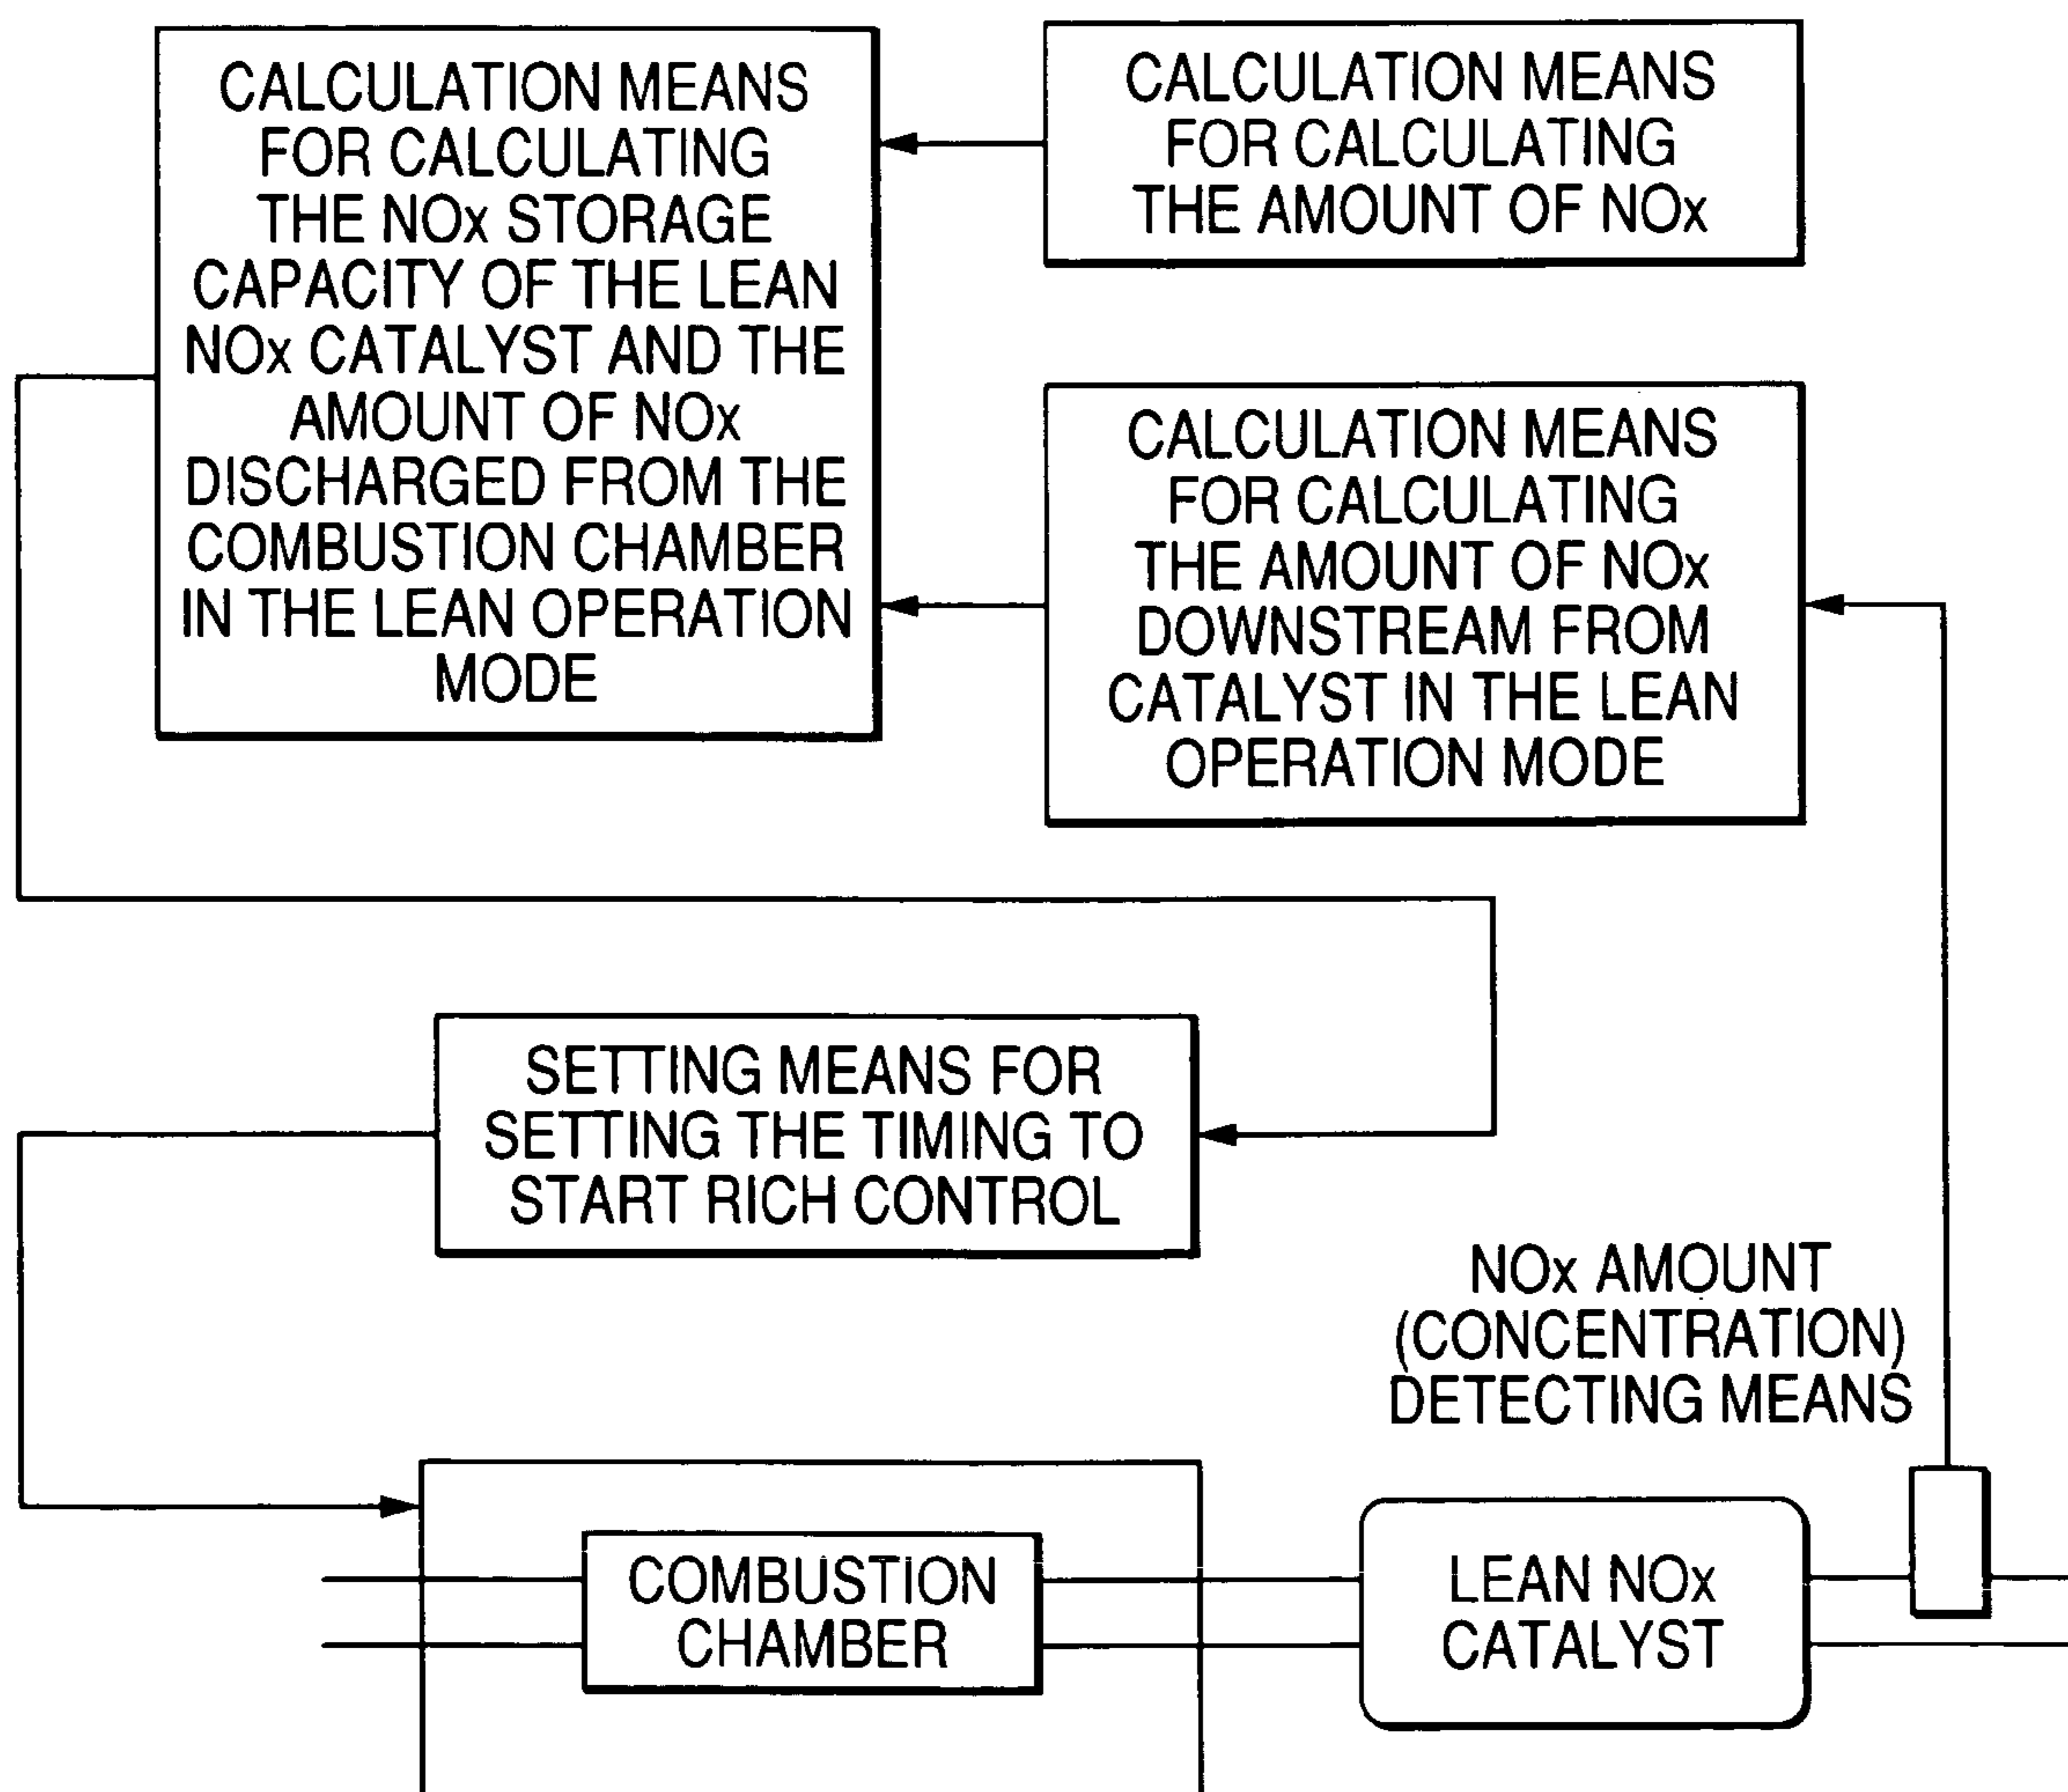 CALCULATION MEANS
FOR CALCULATING
THE NOx STORAGE
CAPACITY OF THE LEAN
NOx CATALYST AND THE
AMOUNT OF NOx
DISCHARGED FROM THE
COMBUSTION CHAMBER
IN THE LEAN OPERATION
MODE
CALCULATION MEANS
FOR CALCULATING
THE AMOUNT OF NOx
CALCULATION MEANS
FOR CALCULATING
THE AMOUNT OF NOx
DOWNSTREAM FROM
CATALYST IN THE LEAN
OPERATION MODE
SETTING MEANS FOR
SETTING THE TIMING TO
START RICH CONTROL
NOx AMOUNT
(CONCENTRATION)
DETECTING MEANS
COMBUSTION
CHAMBER
LEAN NOx
CATALYST